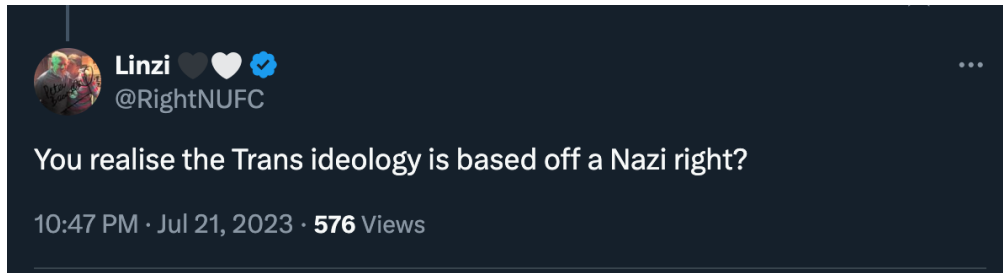 Linzi 🖤🤍
@RightNUFC
You realise the Trans ideology is based off a Nazi right?
10:47 PM · Jul 21, 2023 · 576 Views